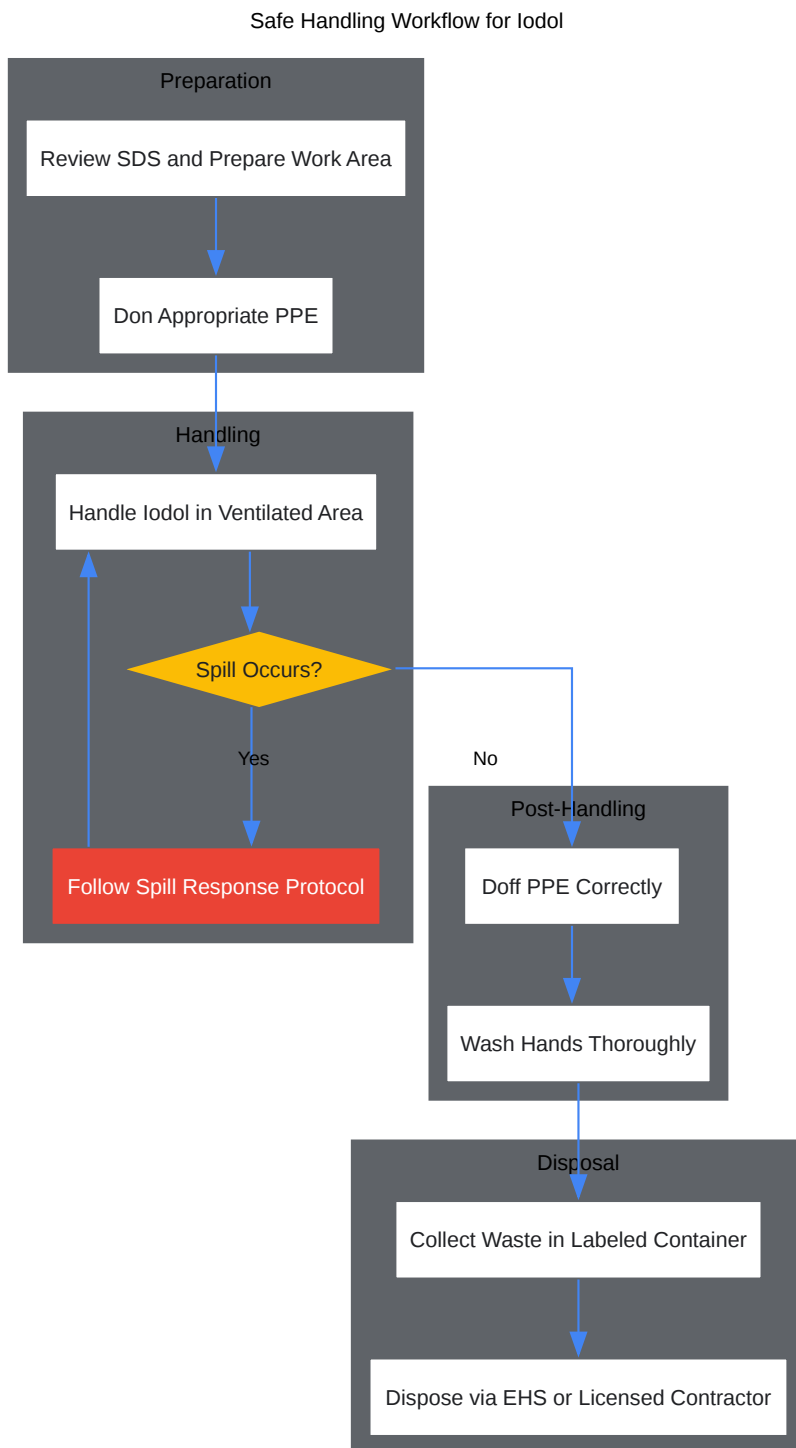 Safe Handling Workflow for Iodol
Preparation
Review SDS and Prepare Work Area
Don Appropriate PPE
Handling
Handle Iodol in Ventilated Area
Spill Occurs?
Yes
No
Follow Spill Response Protocol
Post-Handling
Doff PPE Correctly
Wash Hands Thoroughly
Disposal
Collect Waste in Labeled Container
Dispose via EHS or Licensed Contractor